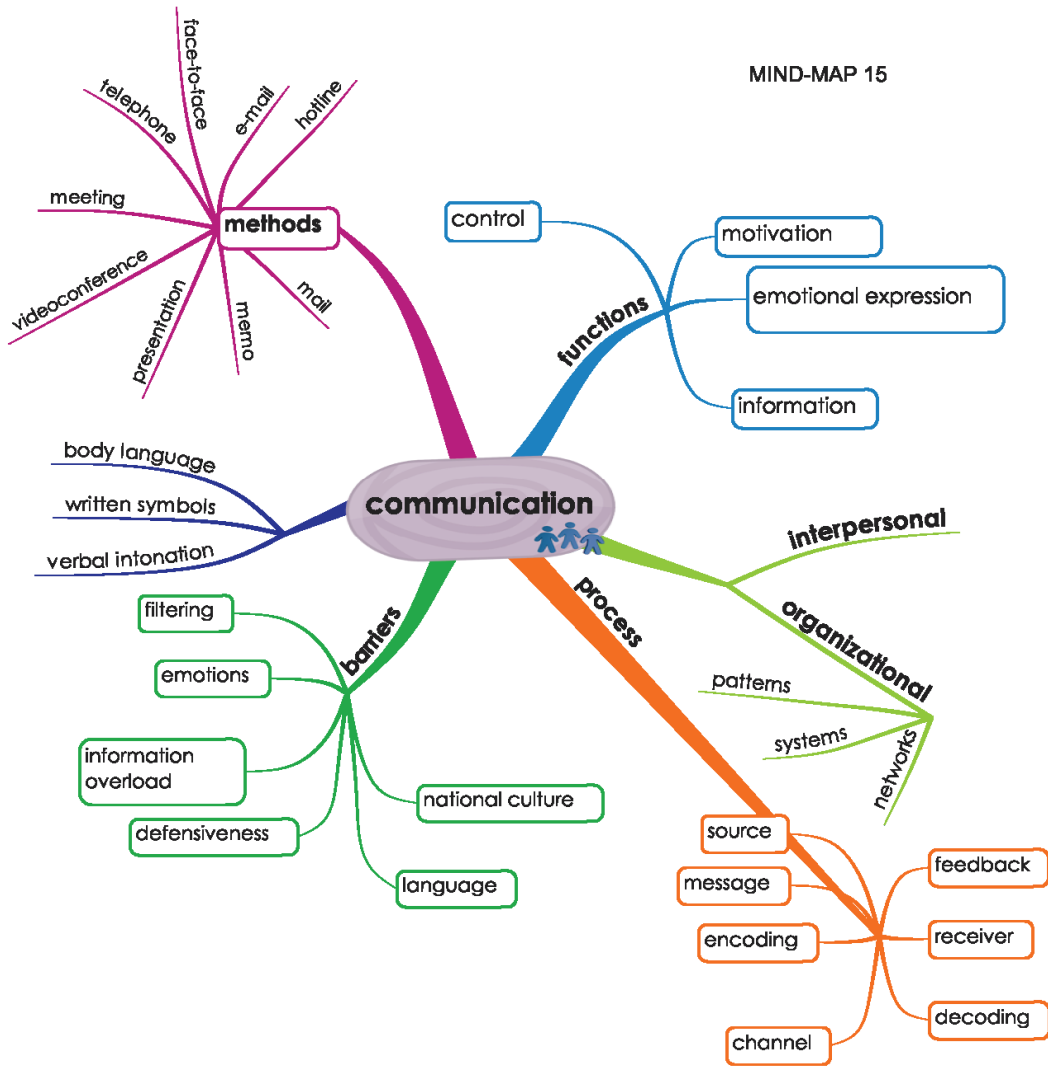 MIND-MAP 15
face-to-face
telephone
e-mail
hotline
meeting
methods
videoconference
presentation
memo
mail
control
motivation
emotional expression
functions
information
body language
written symbols
verbal intonation
communication
interpersonal
organizational
patterns
systems
networks
barriers
filtering
emotions
information
overload
defensiveness
national culture
language
process
source
message
encoding
channel
feedback
receiver
decoding